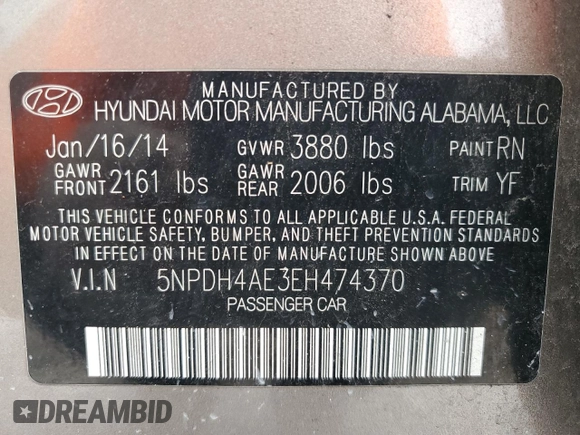 MANUFACTURED BY
HYUNDAI MOTOR MANUFACTURING ALABAMA, LLC
Jan/16/14 GVWR 3880 lbs PAINT RN
GAWR FRONT 2161 lbs GAWR REAR 2006 lbs TRIM YF
THIS VEHICLE CONFORMS TO ALL APPLICABLE U.S.A. FEDERAL
MOTOR VEHICLE SAFETY, BUMPER, AND THEFT PREVENTION STANDARDS
IN EFFECT ON THE DATE OF MANUFACTURE SHOWN ABOVE
V.I.N 5NPDH4AE3EH474370
PASSENGER CAR
DREAMBID